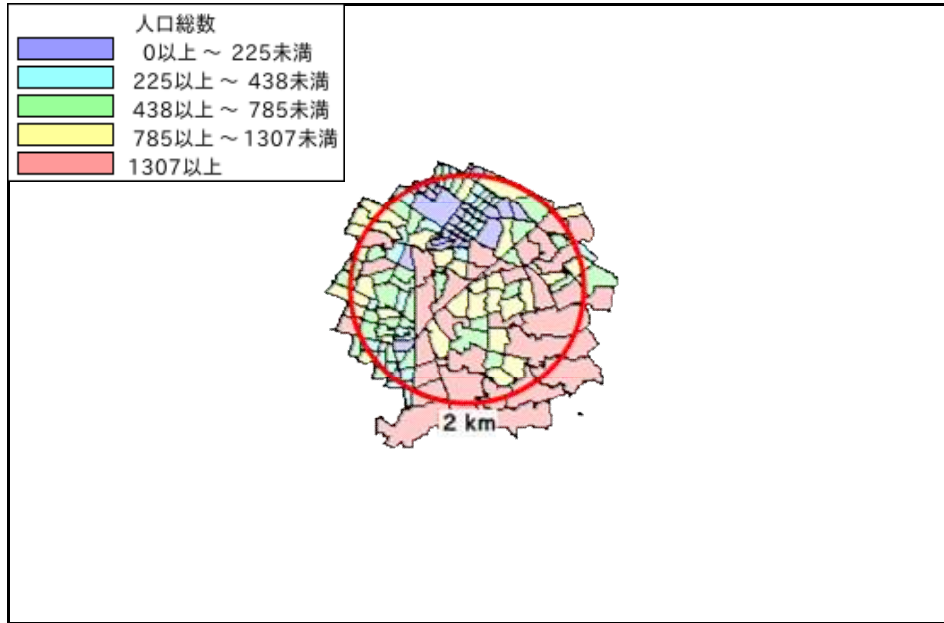 人口総数
0以上 ～ 225未満
225以上 ～ 438未満
438以上 ～ 785未満
785以上 ～ 1307未満
1307以上
2 km